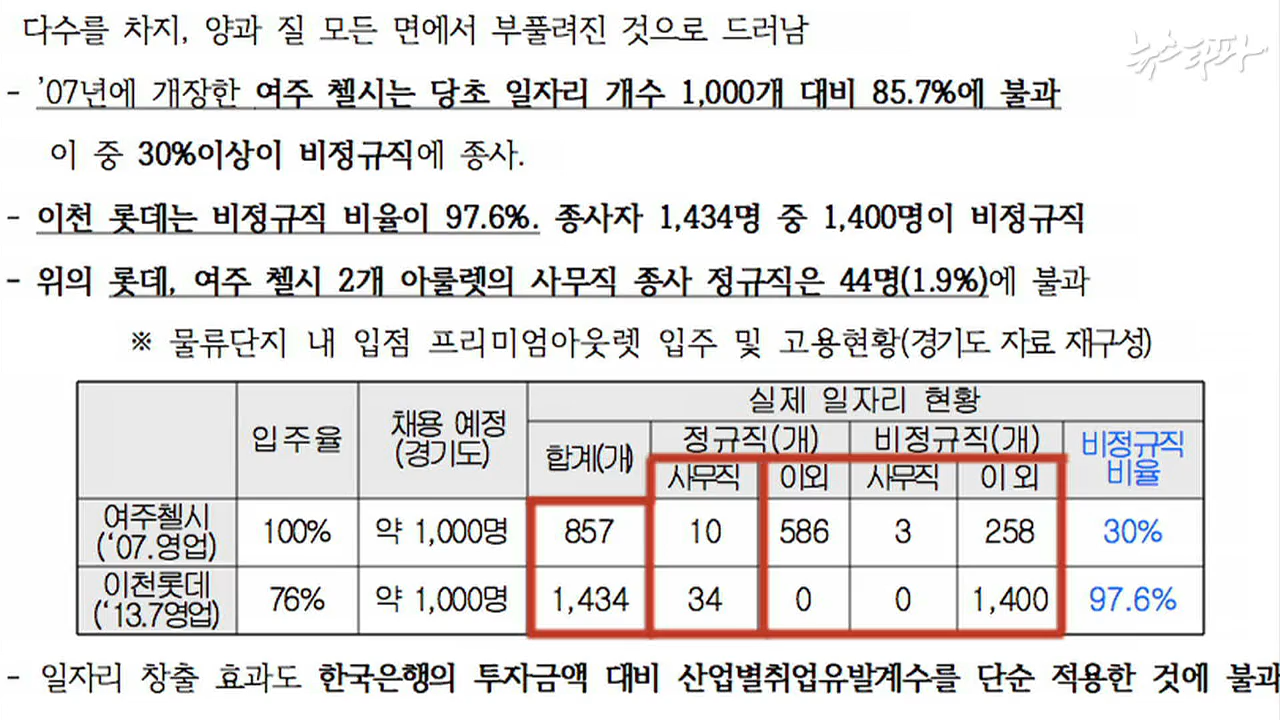 다수를 차지, 양과 질 모든 면에서 부풀려진 것으로 드러남
뉴스타파
- '07년에 개장한 여주 첼시는 당초 일자리 개수 1,000개 대비 85.7%에 불과
이 중 30%이상이 비정규직에 종사.
- 이천 롯데는 비정규직 비율이 97.6%. 종사자 1,434명 중 1,400명이 비정규직
- 위의 롯데, 여주 첼시 2개 아룰렛의 사무직 종사 정규직은 44명(1.9%)에 불과
※ 물류단지 내 입점 프리미엄아웃렛 입주 및 고용현황(경기도 자료 재구성)
입주율 채용 예정 (경기도) 실제 일자리 현황
합계(개) 정규직(개) 비정규직(개) 비정규직 비율
사무직 이외 사무직 이외
여주첼시 ('07.영업) 100% 약 1,000명 857 10 586 3 258 30%
이천롯데 ('13.7영업) 76% 약 1,000명 1,434 34 0 0 1,400 97.6%
- 일자리 창출 효과도 한국은행의 투자금액 대비 산업별취업유발계수를 단순 적용한 것에 불과